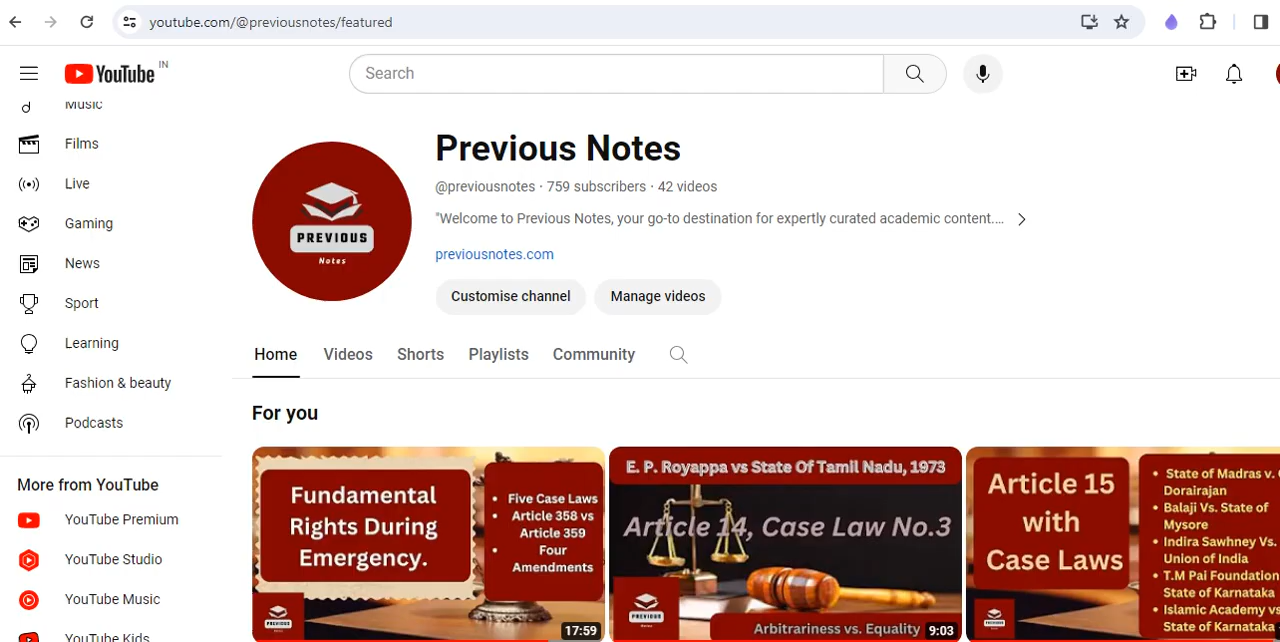 youtube.com/@previousnotes/featured
YouTube IN
Search
Music
Films
Live
Gaming
News
Sport
Learning
Fashion & beauty
Podcasts
More from YouTube
YouTube Premium
YouTube Studio
YouTube Music
YouTube Kids
PREVIOUS
Notes
Previous Notes
@previousnotes · 759 subscribers · 42 videos
"Welcome to Previous Notes, your go-to destination for expertly curated academic content....
previousnotes.com
Customise channel
Manage videos
Home
Videos
Shorts
Playlists
Community
For you
Fundamental
Rights During
Emergency.
• Five Case Laws
• Article 358 vs
Article 359
• Four
Amendments
PREVIOUS
17:59
E. P. Royappa vs State Of Tamil Nadu, 1973
Article 14, Case Law No.3
PREVIOUS
Arbitrariness vs. Equality
9:03
Article 15
with
Case Laws
• State of Madras v.
Dorairajan
• Balaji Vs. State of
Mysore
• Indira Sawhney Vs.
Union of India
• T.M Pai Foundation
State of Karnataka
• Islamic Academy vs
State of Karnataka
PREVIOUS